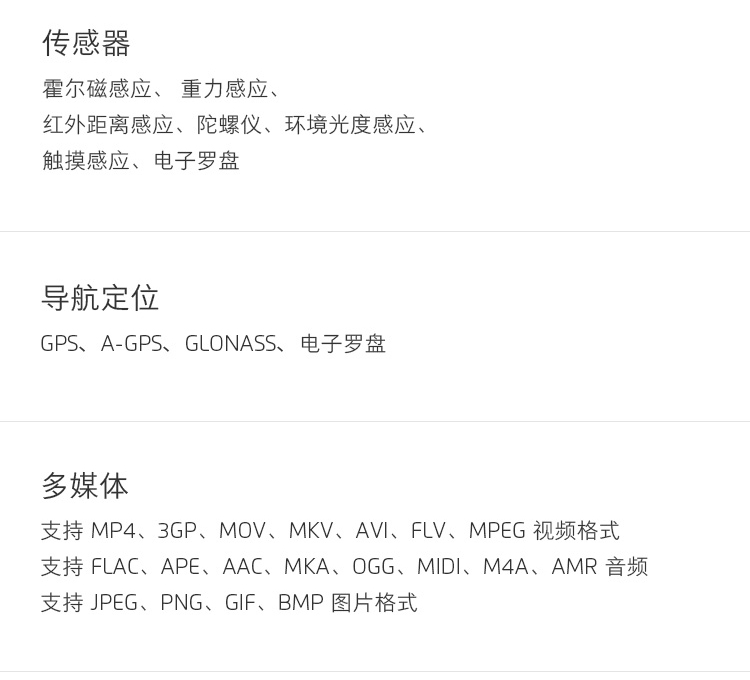 传感器
霍尔磁感应、 重力感应、
红外距离感应、陀螺仪、环境光度感应、
触摸感应、电子罗盘
导航定位
GPS、A-GPS、GLONASS、电子罗盘
多媒体
支持 MP4、3GP、MOV、MKV、AVI、FLV、MPEG 视频格式
支持 FLAC、APE、AAC、MKA、OGG、MIDI、M4A、AMR 音频
支持 JPEG、PNG、GIF、BMP 图片格式